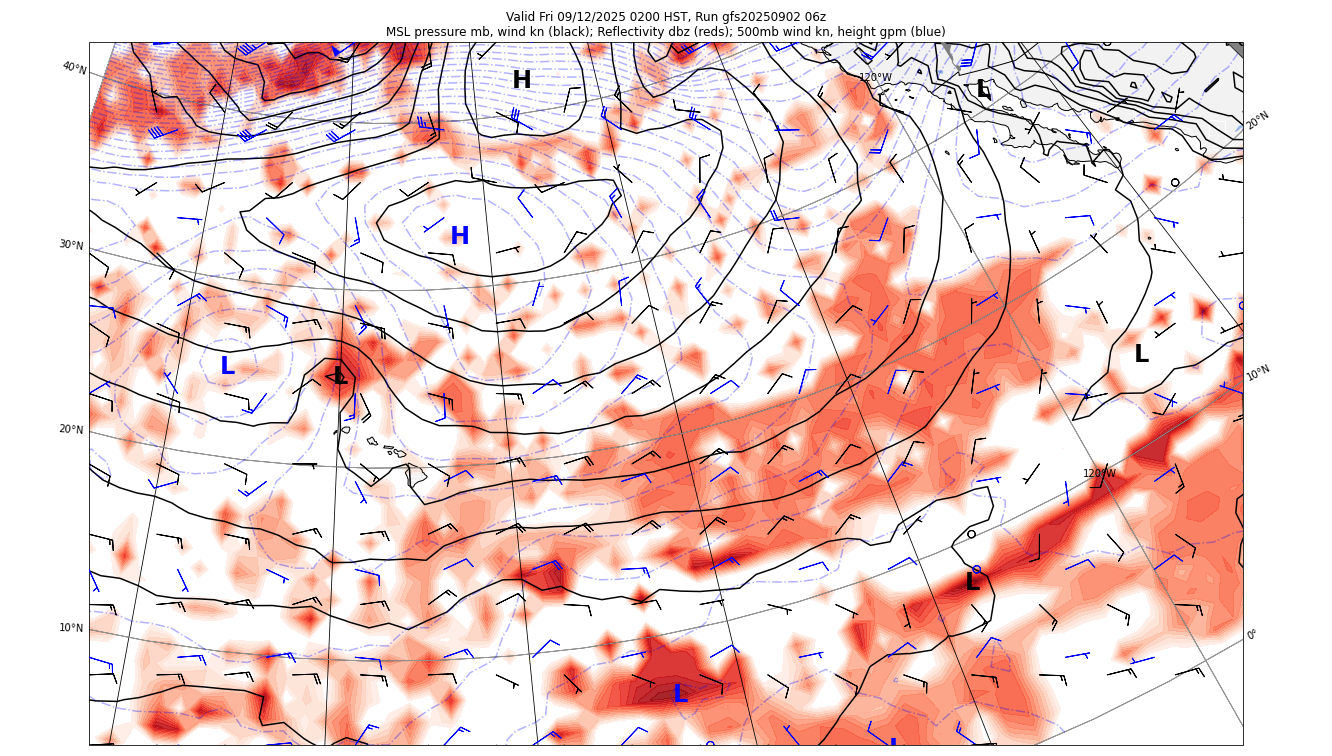 Valid Fri 09/12/2025 0200 HST, Run gfs20250902 06z
MSL pressure mb, wind kn (black); Reflectivity dbz (reds); 500mb wind kn, height gpm (blue)
40°N
H
120°W
L
20°N
30°N
H
L
L
L
10°N
20°N
120°W
L
10°N
0°
L
L